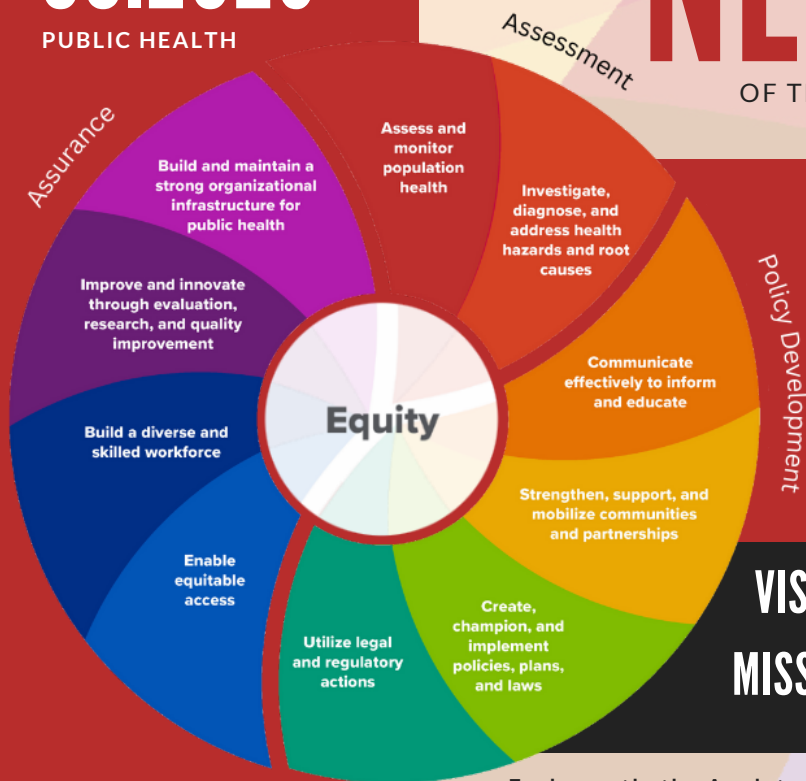 PUBLIC HEALTH
Assessment
OF
Assurance
Assess and
monitor
population
health
Investigate,
diagnose, and
address health
hazards and root
causes
Policy Development
Communicate
effectively to inform
and educate
Strengthen, support, and
mobilize communities
and partnerships
Create,
champion, and
implement
policies, plans,
and laws
Utilize legal
and regulatory
actions
Enable
equitable
access
Build a diverse and
skilled workforce
Improve and innovate
through evaluation,
research, and quality
improvement
Build and maintain a
strong organizational
infrastructure for
public health
Equity